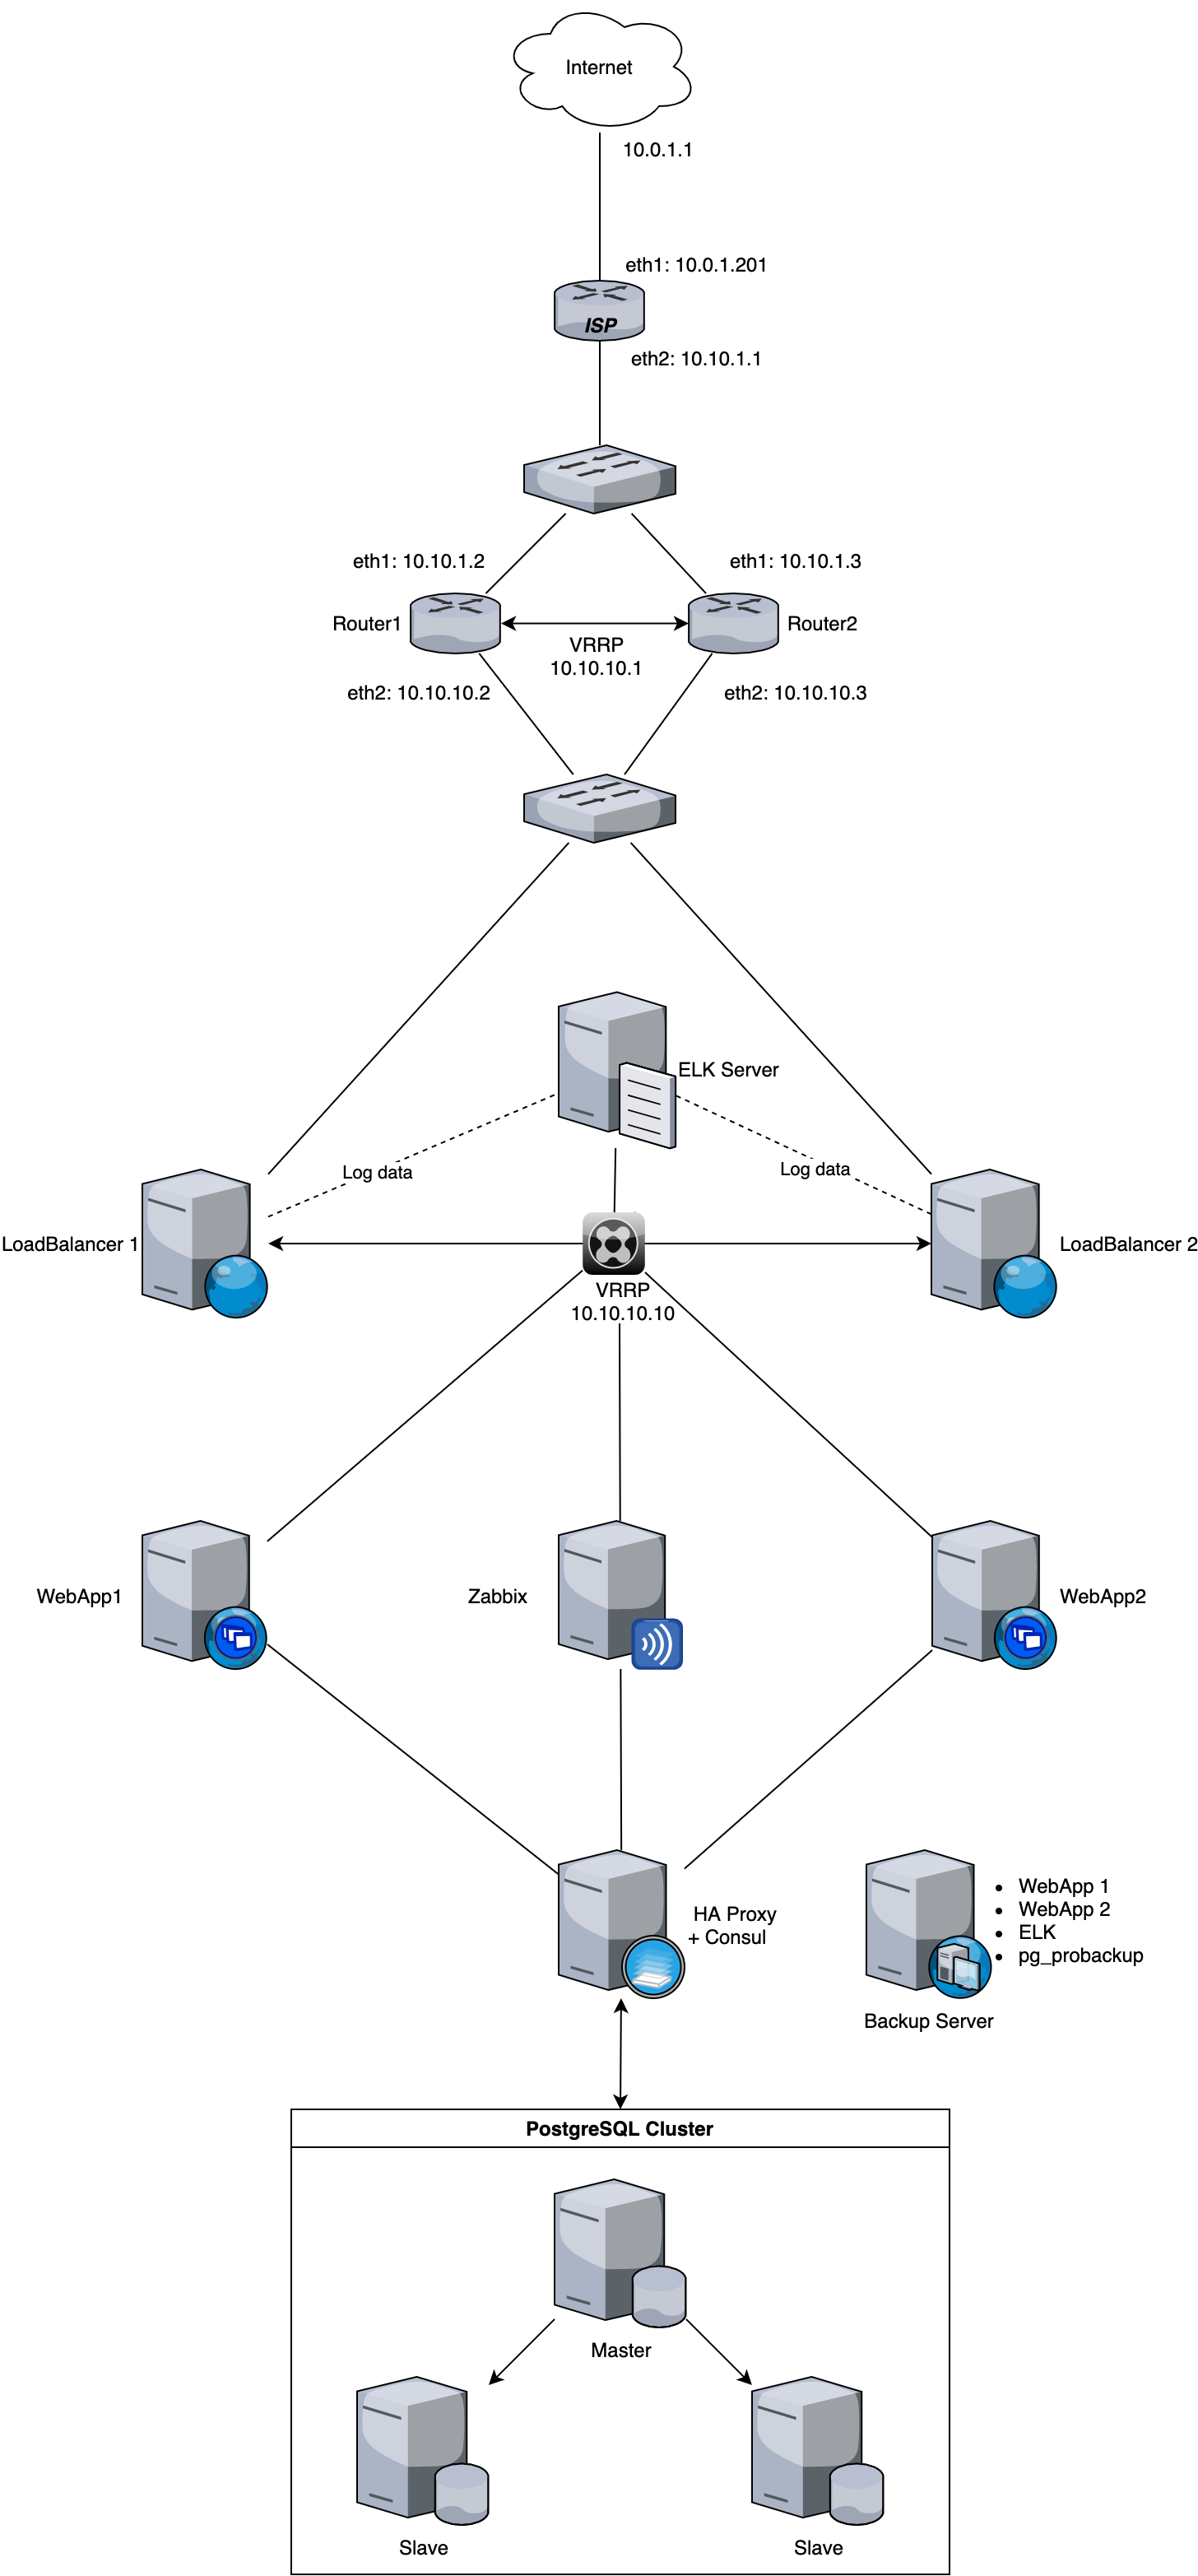 Internet
10.0.1.1
eth1: 10.0.1.201
ISP
eth2: 10.10.1.1
eth1: 10.10.1.2
eth1: 10.10.1.3
Router1
Router2
VRRP
10.10.10.1
eth2: 10.10.10.2
eth2: 10.10.10.3
ELK Server
Log data
Log data
LoadBalancer 1
LoadBalancer 2
VRRP
10.10.10.10
WebApp1
Zabbix
WebApp2
HA Proxy
+ Consul
• WebApp 1
• WebApp 2
• ELK
• pg_probackup
Backup Server
PostgreSQL Cluster
Master
Slave
Slave